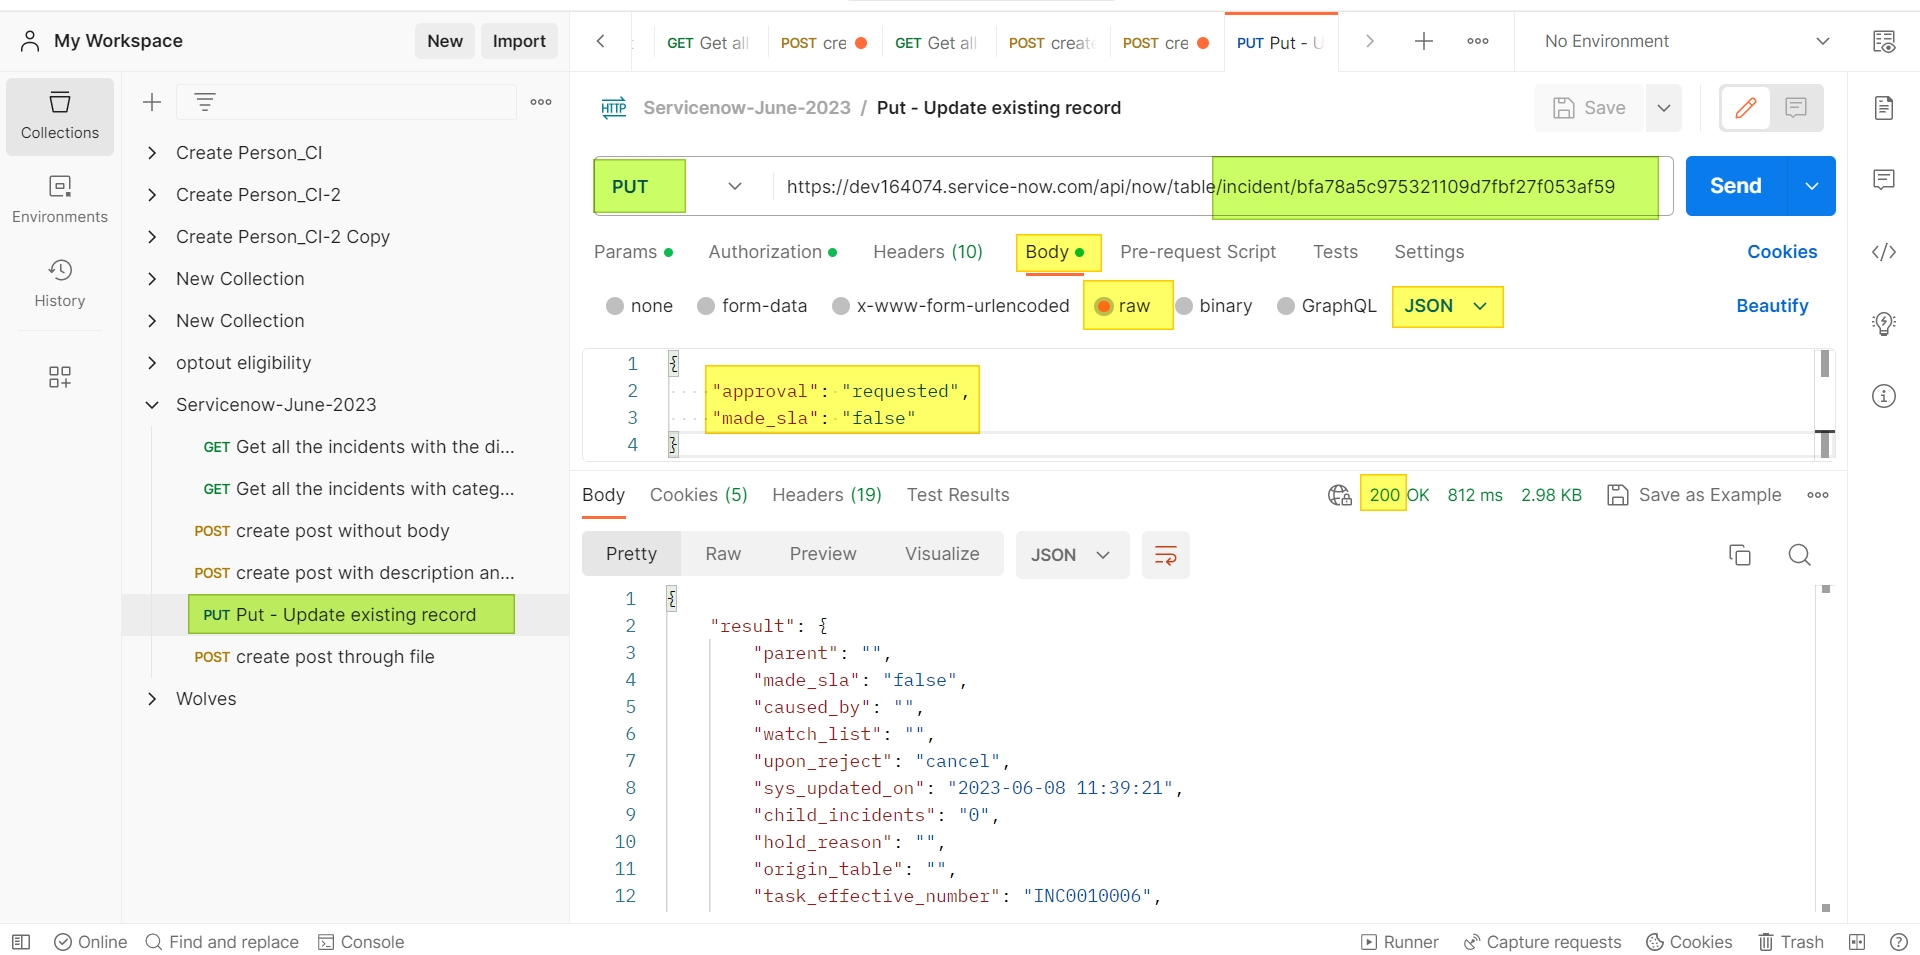 My Workspace
New
Import
GET Get all
POST cre
GET Get all
POST create
POST cre
PUT Put - U
No Environment
Collections
Environments
History
Create Person_CI
Create Person_CI-2
Create Person_CI-2 Copy
New Collection
New Collection
optout eligibility
Servicenow-June-2023
GET Get all the incidents with the di...
GET Get all the incidents with categ...
POST create post without body
POST create post with description an...
PUT Put - Update existing record
POST create post through file
Wolves
HTTP Servicenow-June-2023 / Put - Update existing record
Save
PUT
https://dev164074.service-now.com/api/now/table/incident/bfa78a5c975321109d7fbf27f053af59
Send
Params Authorization Headers (10) Body Pre-request Script Tests Settings
Cookies
none form-data x-www-form-urlencoded raw binary GraphQL JSON
Beautify
1 {
2 "approval": "requested",
3 "made_sla": "false"
4 }
Body Cookies (5) Headers (19) Test Results
200 OK 812 ms 2.98 KB Save as Example
Pretty Raw Preview Visualize JSON
1 {
2 "result": {
3 "parent": "",
4 "made_sla": "false",
5 "caused_by": "",
6 "watch_list": "",
7 "upon_reject": "cancel",
8 "sys_updated_on": "2023-06-08 11:39:21",
9 "child_incidents": "0",
10 "hold_reason": "",
11 "origin_table": "",
12 "task_effective_number": "INC0010006",
Online Find and replace Console
Runner Capture requests Cookies Trash